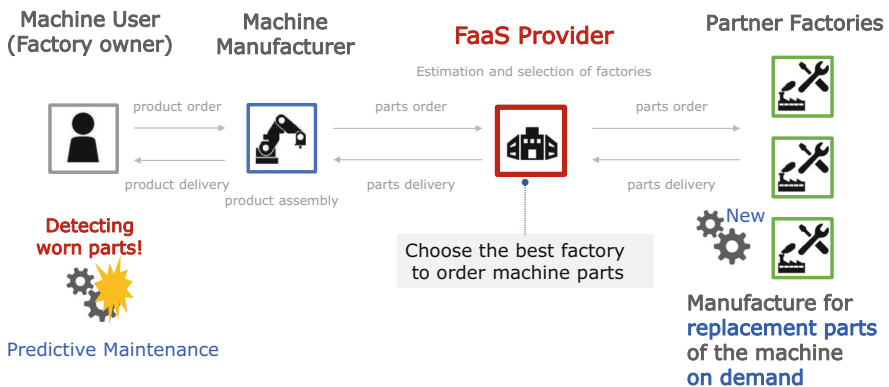 Machine User
(Factory owner)
Machine
Manufacturer
FaaS Provider
Partner Factories
Estimation and selection of factories
product order
parts order
parts order
product delivery
parts delivery
parts delivery
product assembly
Detecting
worn parts!
New
Choose the best factory
to order machine parts
Predictive Maintenance
Manufacture for
replacement parts
of the machine
on demand